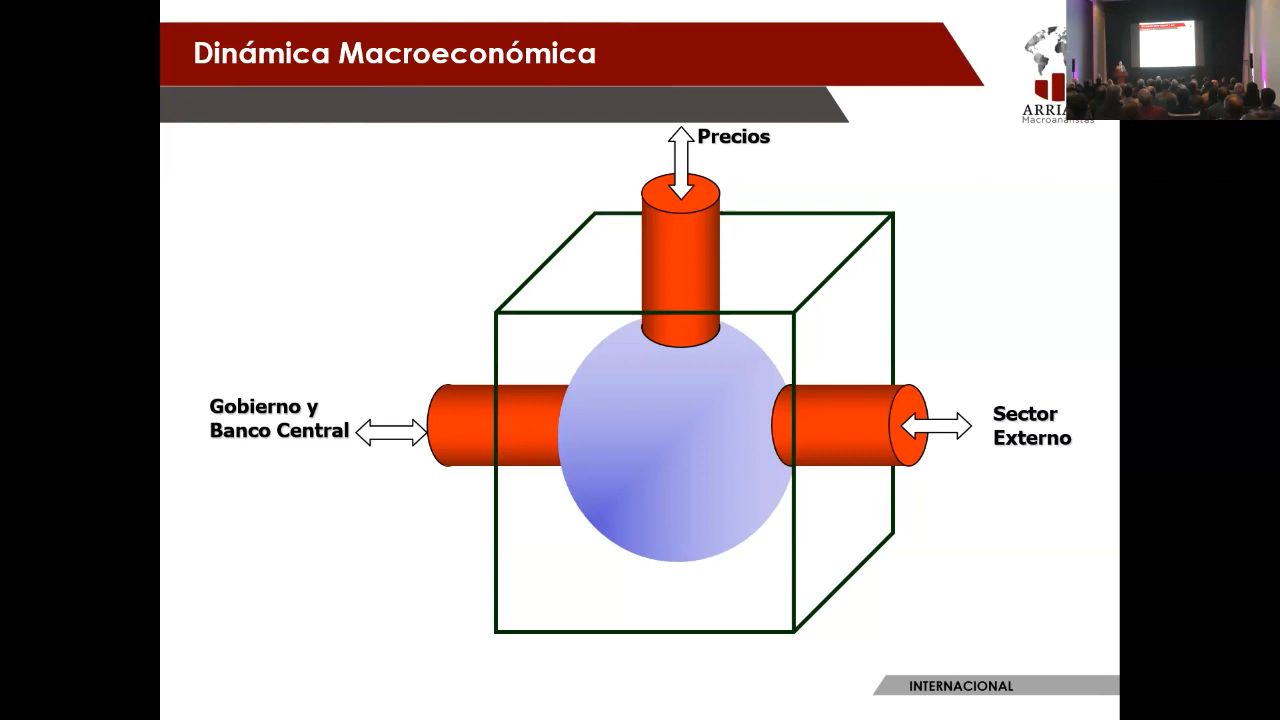 Dinámica Macroeconómica
ARRIA
Macroanalistas
Precios
Gobierno y
Banco Central
Sector
Externo
INTERNACIONAL